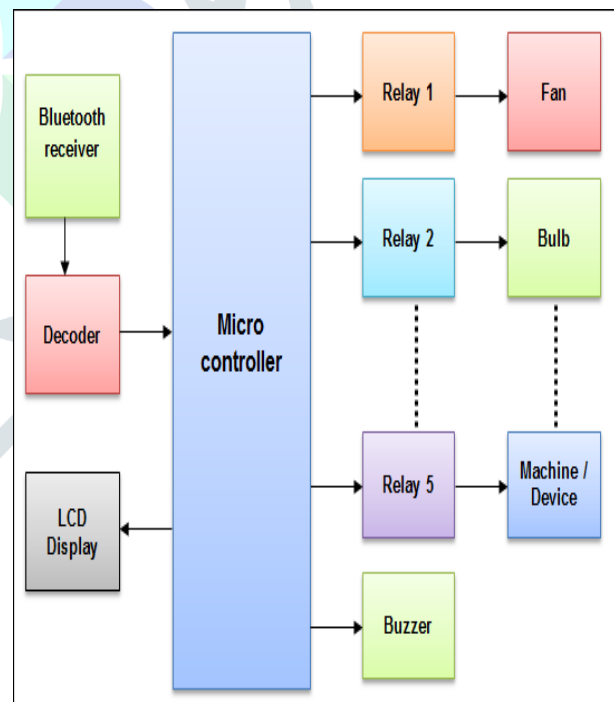 Bluetooth
receiver
Decoder
LCD
Display
Micro
controller
Relay 1
Fan
Relay 2
Bulb
Relay 5
Machine /
Device
Buzzer